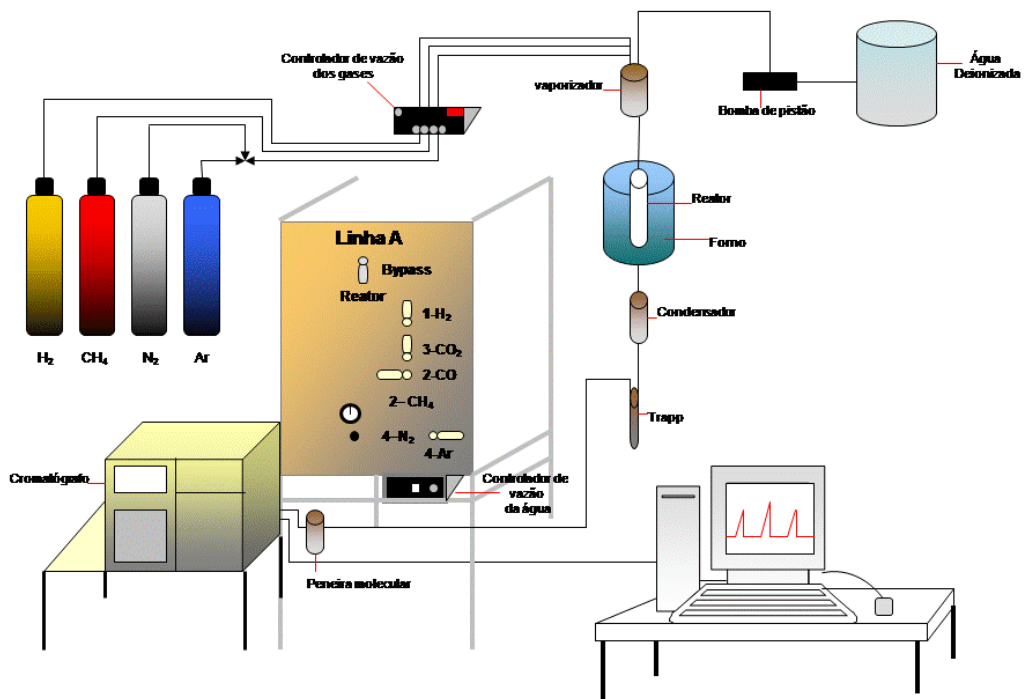 Controlador de vazão
dos gases
vaporizador
Bomba de pistão
Água
Deionizada
Reator
Forno
Condensador
Trapp
H₂
CH₄
N₂
Ar
Linha A
Bypass
Reator
1-H₂
3-CO₂
2-CO
2–CH₄
4-N₂
4-Ar
Controlador de
vazão
da água
Cromatógrafo
Peneira molecular